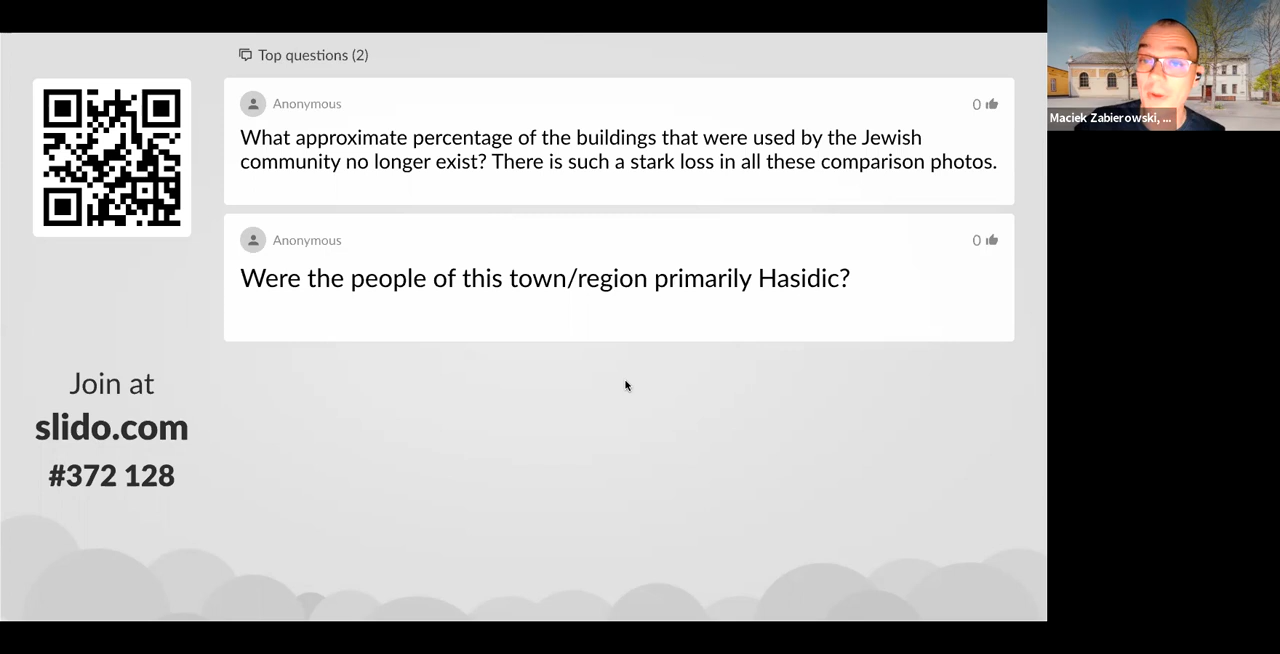 Top questions (2)
Anonymous
0
What approximate percentage of the buildings that were used by the Jewish
community no longer exist? There is such a stark loss in all these comparison photos.
Anonymous
0
Were the people of this town/region primarily Hasidic?
Join at
slido.com
#372 128
Maciek Zabierowski, ...